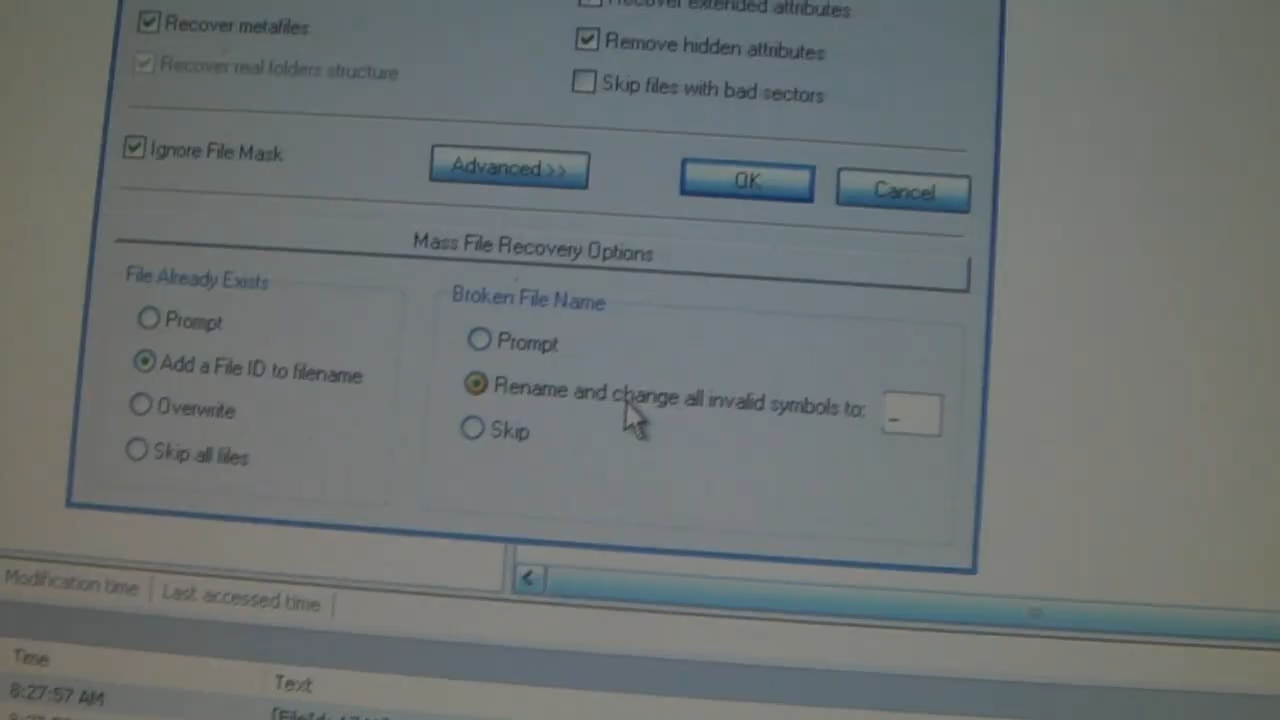 Recover extended attributes
Recover metafiles
Remove hidden attributes
Recover real folders structure
Skip files with bad sectors
Ignore File Mask
Advanced >>
OK
Cancel
Mass File Recovery Options
File Already Exists
Prompt
Add a File ID to filename
Overwrite
Skip all files
Broken File Name
Prompt
Rename and change all invalid symbols to: _
Skip
Modification time
Last accessed time
Time
Text
8:27:57 AM